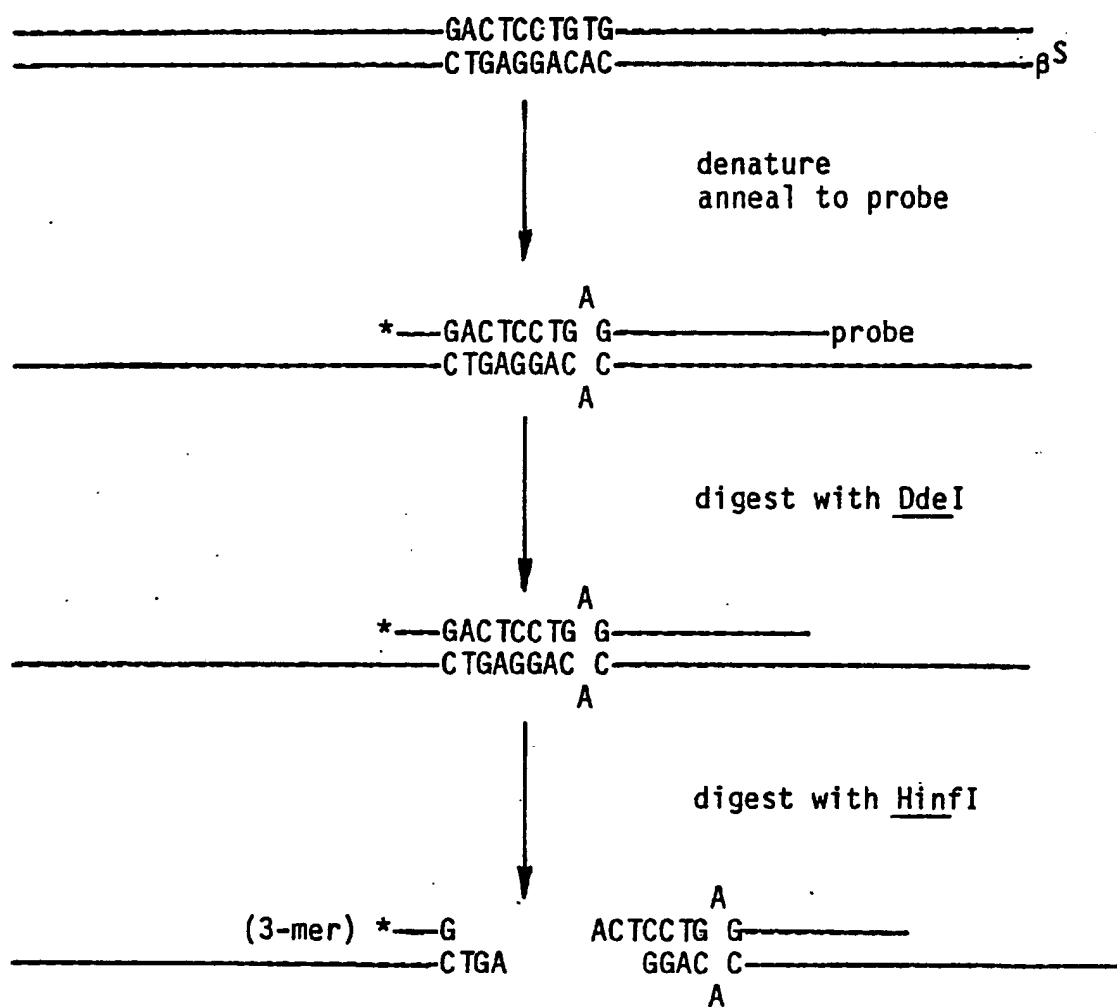 GACTCCTGTG
CTGAGGACAC βS
denature
anneal to probe
A
*GACTCCTG G probe
CTGAGGAC C
A
digest with DdeI
A
*GACTCCTG G
CTGAGGAC C
A
digest with HinfI
A
(3-mer) *G ACTCCTG G
CTGA GGAC C
A